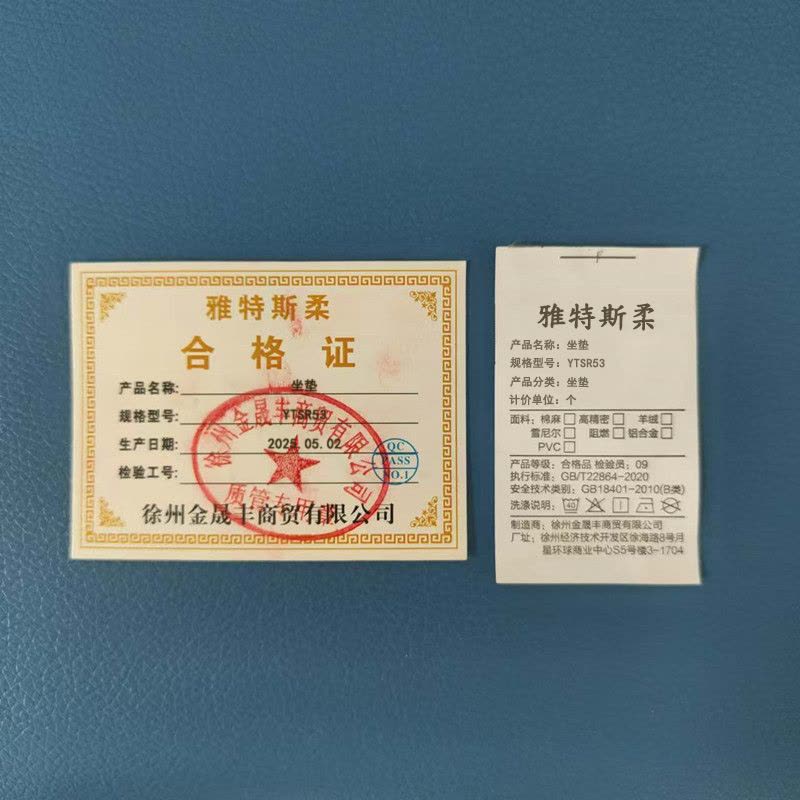 雅特斯柔
合格证
产品名称: 坐垫
规格型号: YTSR53
生产日期: 2025.05.02
检验工号:
QC
PASS
NO.1
徐州金晟丰商贸有限公司
质管专用章
徐州金晟丰商贸有限公司
雅特斯柔
产品名称: 坐垫
规格型号: YTSR53
产品分类: 坐垫
计价单位: 个
面料: 棉麻 高精密 羊绒
雪尼尔 阻燃 铝合金
PVC
产品等级: 合格品 检验员: 09
执行标准: GB/T22864-2020
安全技术类别: GB18401-2010(B类)
洗涤说明: 40
制造商: 徐州金晟丰商贸有限公司
厂址: 徐州经济技术开发区徐海路8号月
星环球商业中心S5号楼3-1704